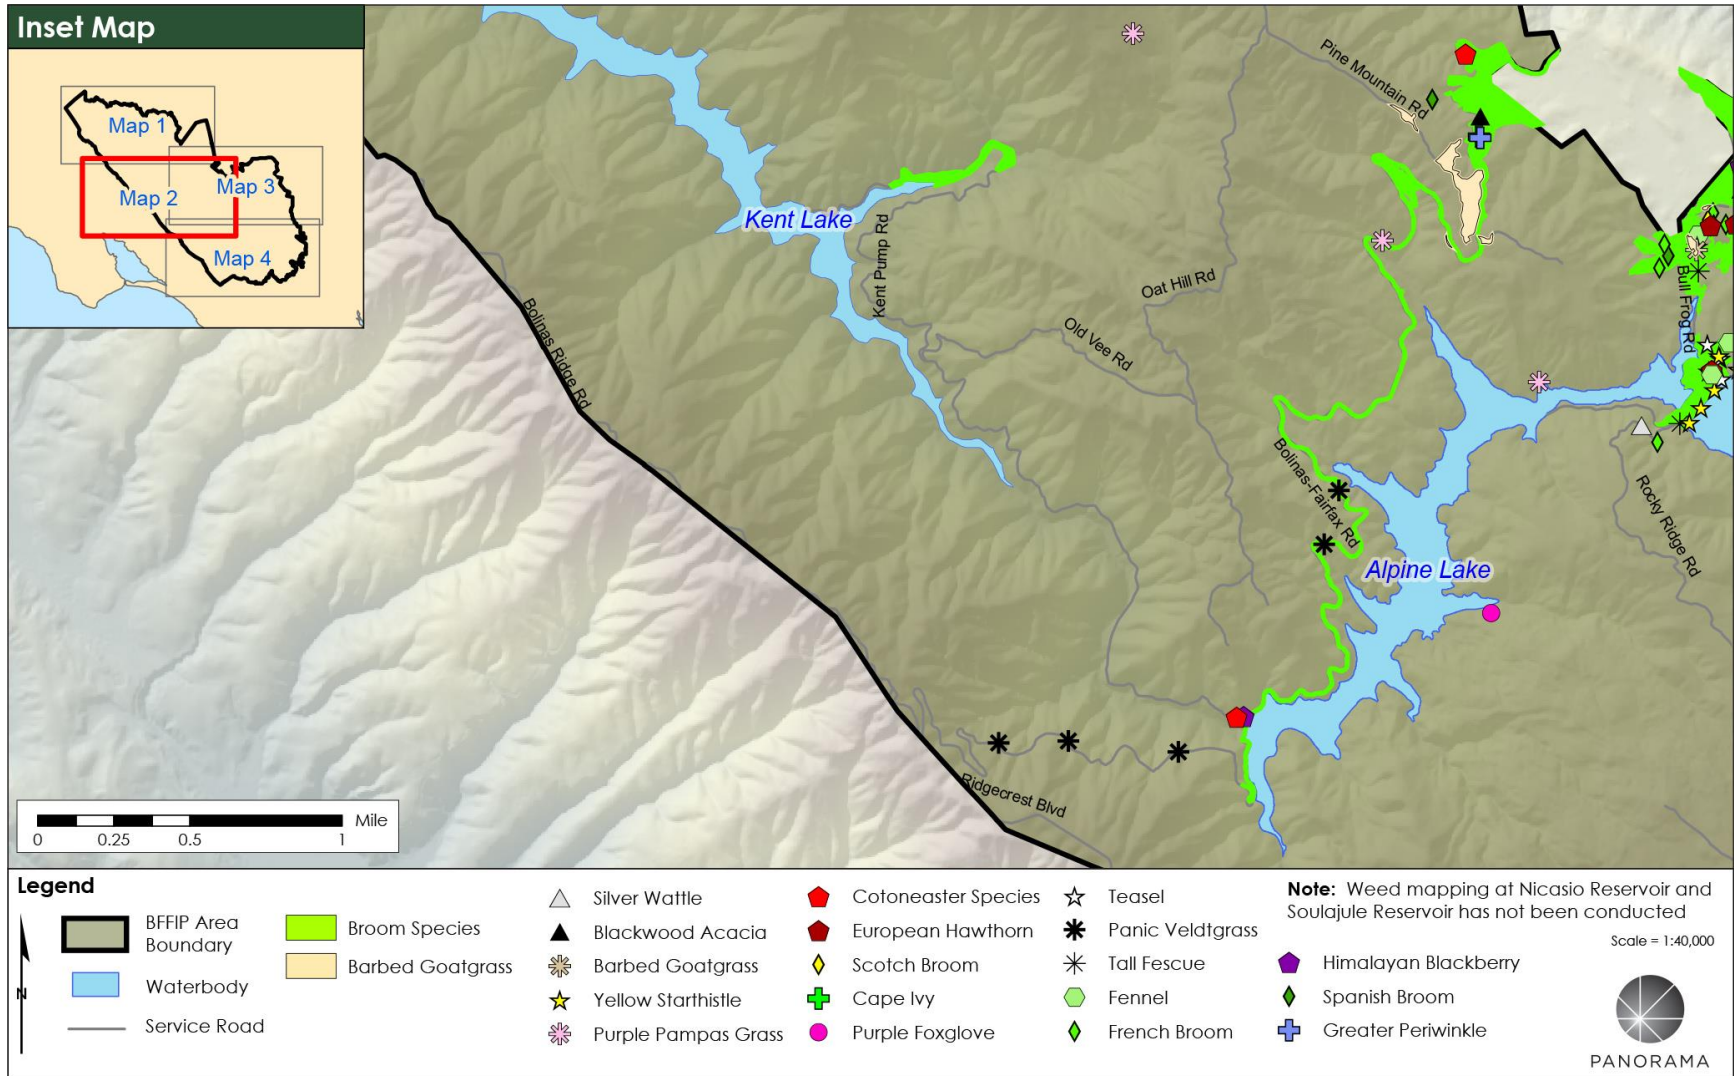 Inset Map
Map 1
Map 2
Map 3
Map 4
Pine Mountain Rd
Kent Lake
Kent Pump Rd
Oat Hill Rd
Old Vee Rd
Bull Frog Rd
Bolinas Ridge Rd
Bolinas-Fairfax Rd
Rocky Ridge Rd
Alpine Lake
Ridgecrest Blvd
Mile
0 0.25 0.5 1
Legend
N
BFFIP Area
Boundary
Waterbody
Service Road
Broom Species
Barbed Goatgrass
Silver Wattle
Blackwood Acacia
Barbed Goatgrass
Yellow Starthistle
Purple Pampas Grass
Cotoneaster Species
European Hawthorn
Scotch Broom
Cape Ivy
Purple Foxglove
Teasel
Panic Veldtgrass
Tall Fescue
Fennel
French Broom
Note: Weed mapping at Nicasio Reservoir and
Soulajule Reservoir has not been conducted
Scale = 1:40,000
Himalayan Blackberry
Spanish Broom
Greater Periwinkle
PANORAMA